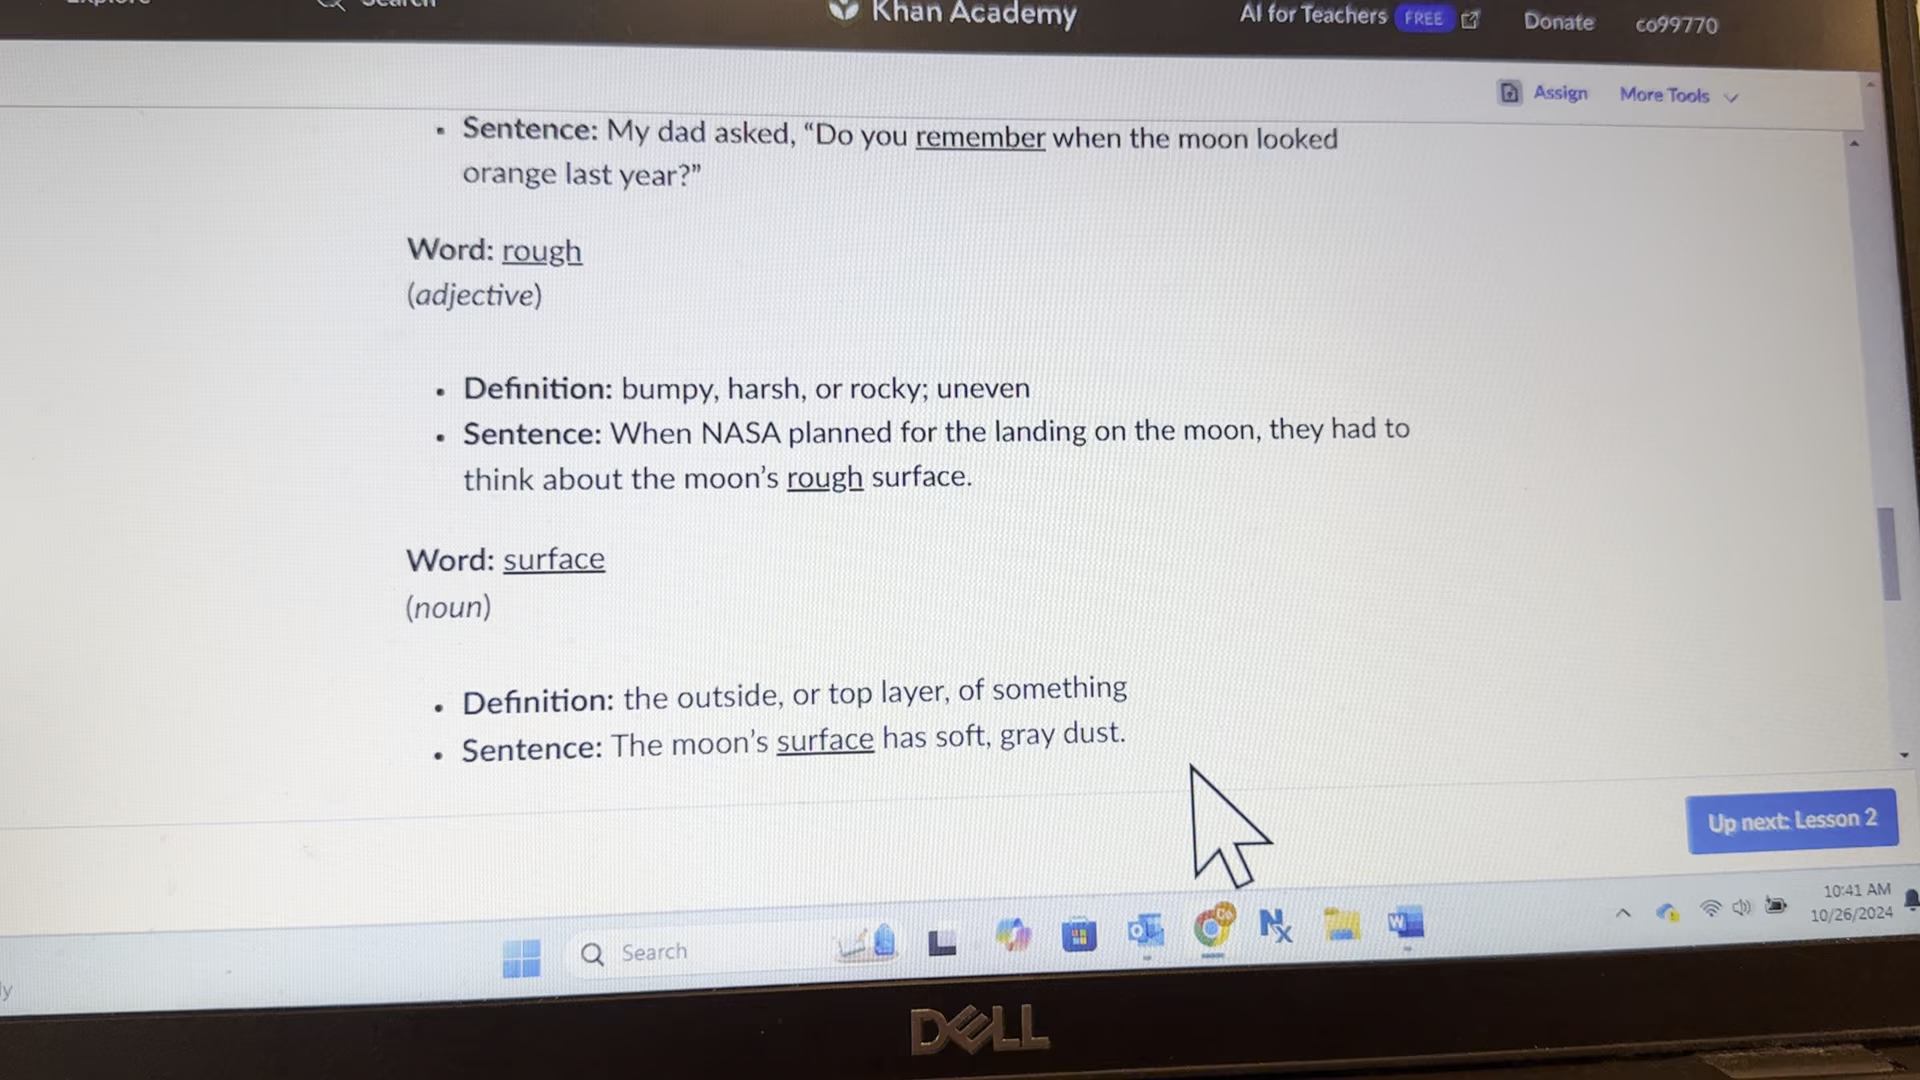 Explore
Search
Khan Academy
AI for Teachers FREE
Donate
co99770
Assign
More Tools
• Sentence: My dad asked, “Do you remember when the moon looked
orange last year?”
Word: rough
(adjective)
• Definition: bumpy, harsh, or rocky; uneven
• Sentence: When NASA planned for the landing on the moon, they had to
think about the moon’s rough surface.
Word: surface
(noun)
• Definition: the outside, or top layer, of something
• Sentence: The moon’s surface has soft, gray dust.
Up next: Lesson 2
Search
Co
10:41 AM
10/26/2024
DELL